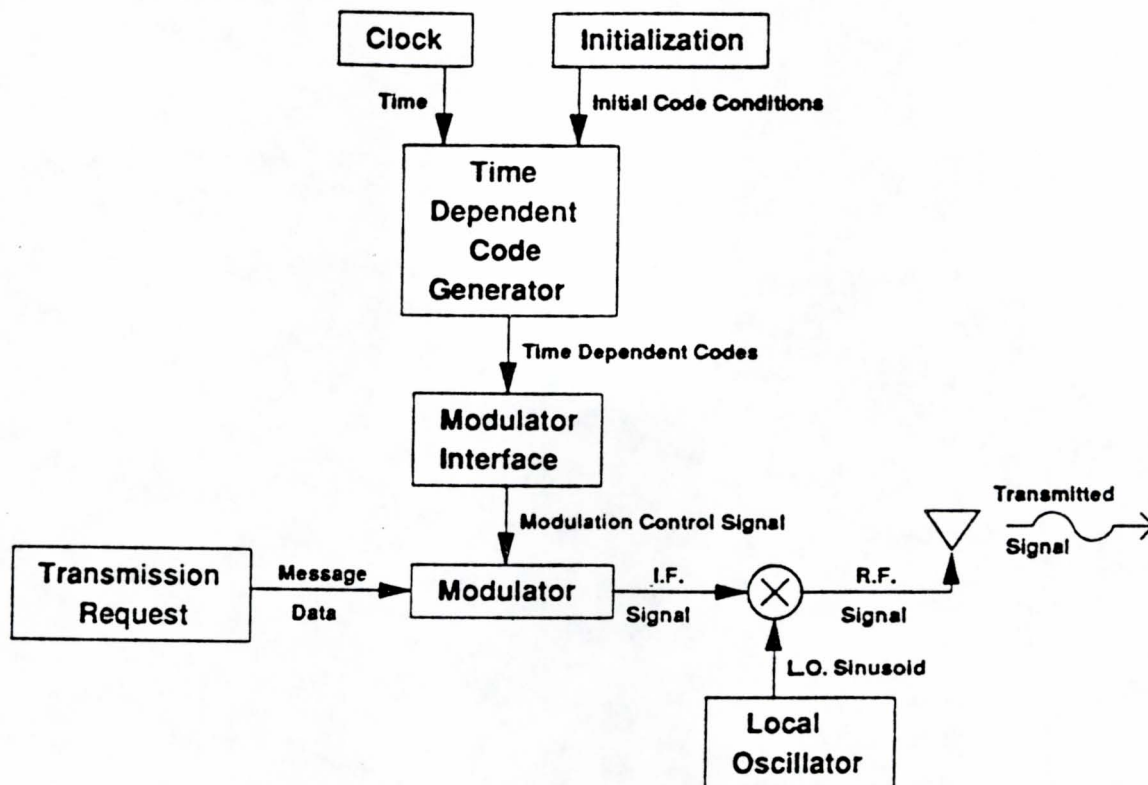 Clock
Initialization
Time
Initial Code Conditions
Time
Dependent
Code
Generator
Time Dependent Codes
Modulator
Interface
Modulation Control Signal
Transmission
Request
Message
Data
Modulator
I.F.
Signal
R.F.
Signal
Transmitted
Signal
L.O. Sinusoid
Local
Oscillator